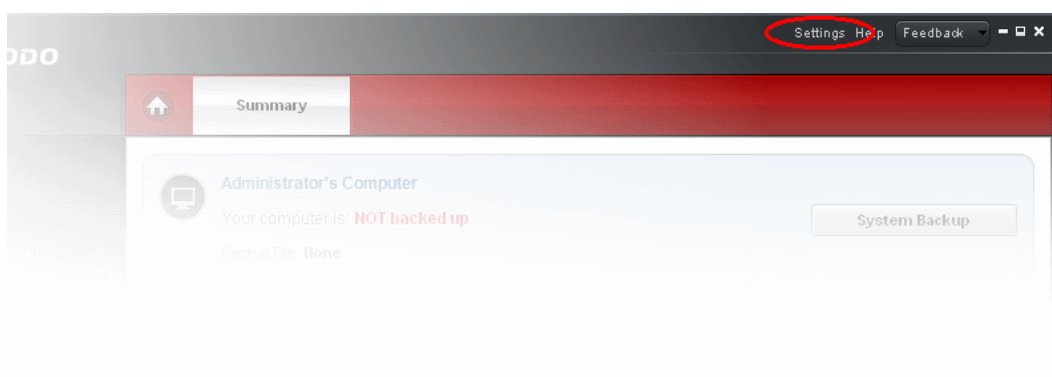 Settings Help Feedback
ODO
Summary
Administrator's Computer
Your computer is: NOT backed up
System Backup
Backup File: None